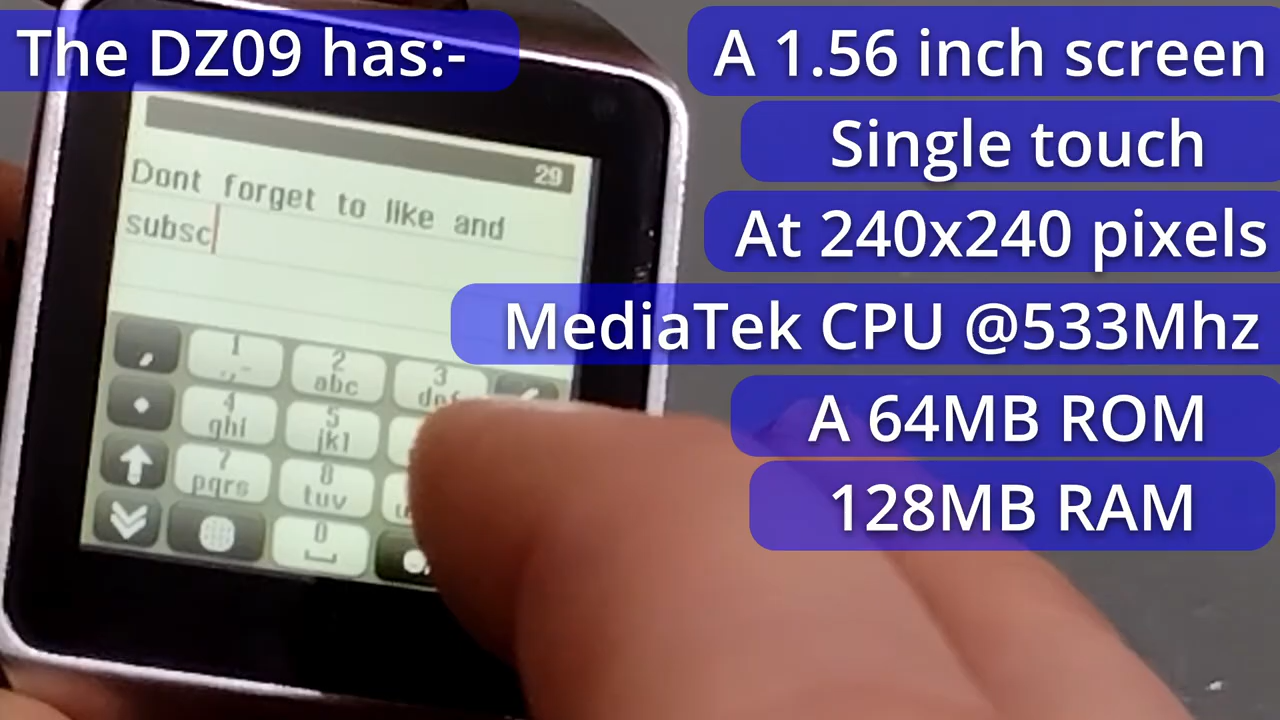 The DZ09 has:-
A 1.56 inch screen
Single touch
At 240x240 pixels
MediaTek CPU @533Mhz
A 64MB ROM
128MB RAM
29
Dont forget to like and
subsc
,
1
.,-
2
abc
3
4
ghi
5
jkl
7
pqrs
8
tuv
0